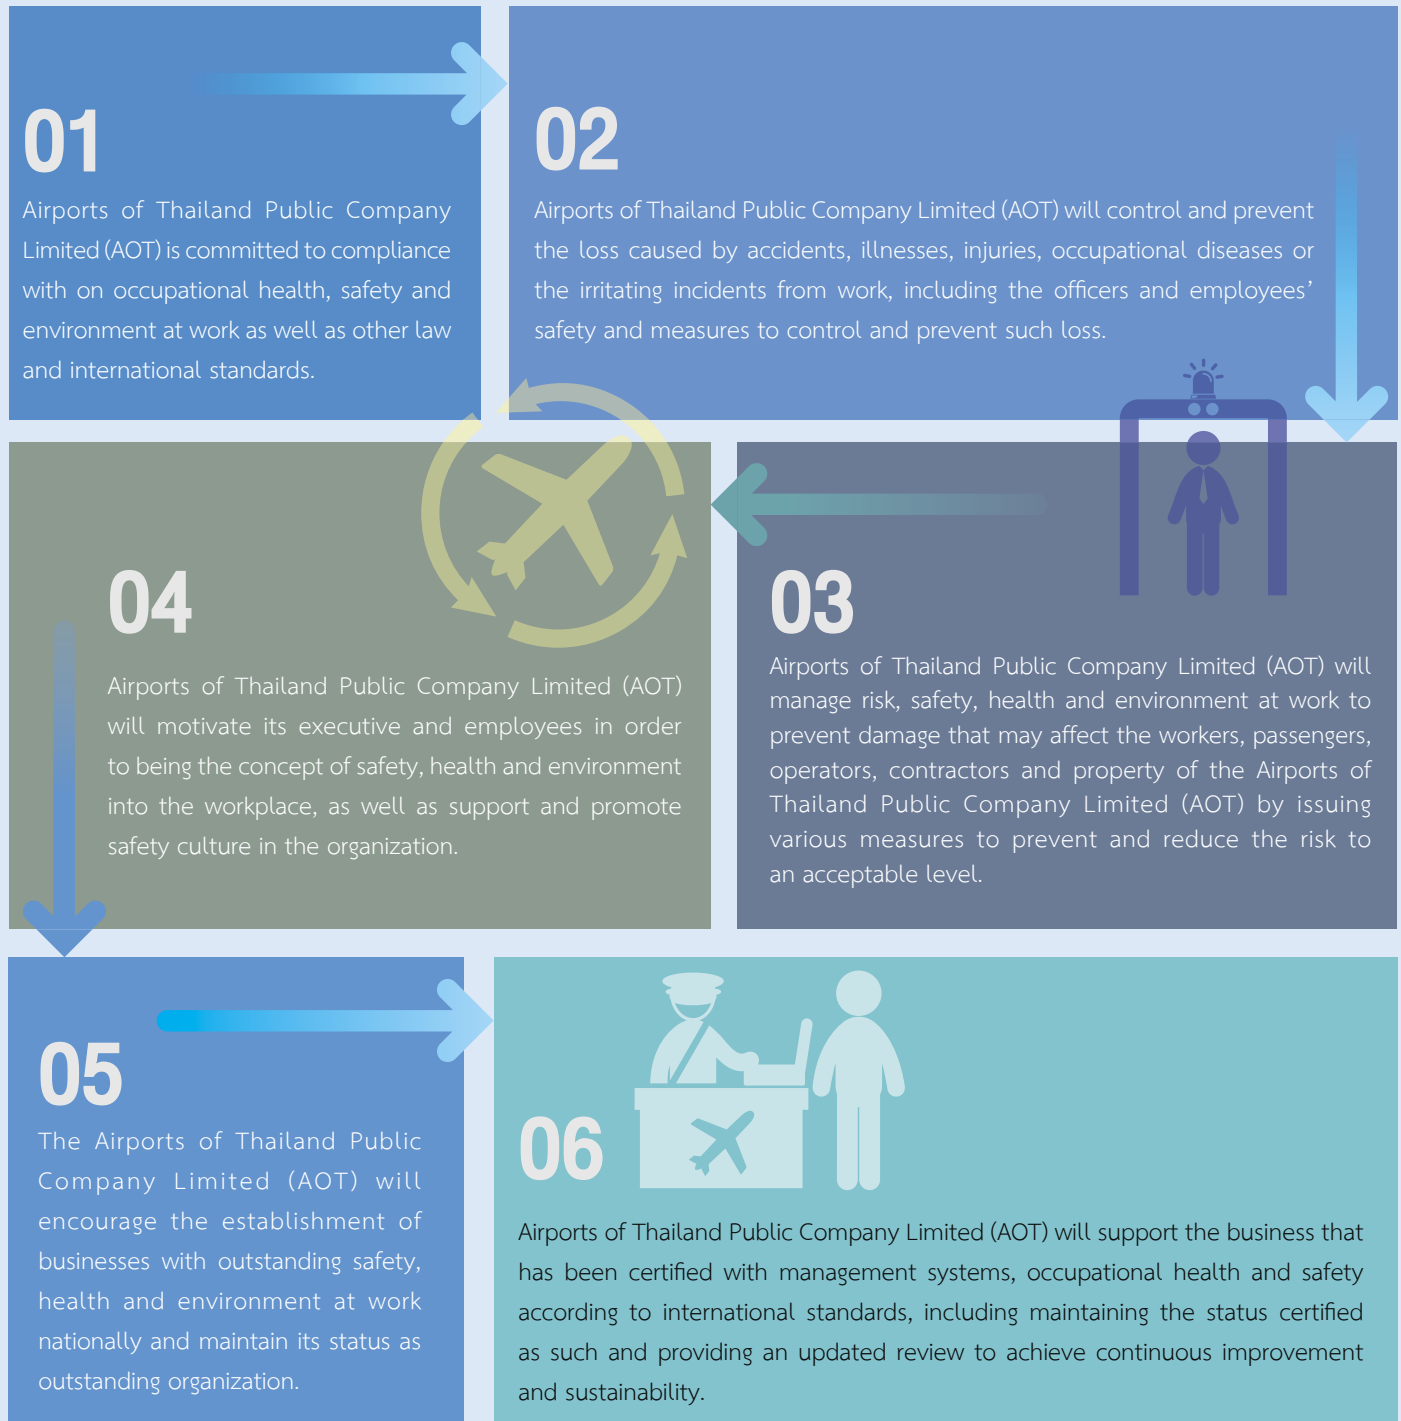 01
Airports of Thailand Public Company
Limited (AOT) is committed to compliance
with on occupational health, safety and
environment at work as well as other law
and international standards.
02
Airports of Thailand Public Company Limited (AOT) will control and prevent
the loss caused by accidents, illnesses, injuries, occupational diseases or
the irritating incidents from work, including the officers and employees’
safety and measures to control and prevent such loss.
03
Airports of Thailand Public Company Limited (AOT) will
manage risk, safety, health and environment at work to
prevent damage that may affect the workers, passengers,
operators, contractors and property of the Airports of
Thailand Public Company Limited (AOT) by issuing
various measures to prevent and reduce the risk to
an acceptable level.
04
Airports of Thailand Public Company Limited (AOT)
will motivate its executive and employees in order
to being the concept of safety, health and environment
into the workplace, as well as support and promote
safety culture in the organization.
05
The Airports of Thailand Public
Company Limited (AOT) will
encourage the establishment of
businesses with outstanding safety,
health and environment at work
nationally and maintain its status as
outstanding organization.
06
Airports of Thailand Public Company Limited (AOT) will support the business that
has been certified with management systems, occupational health and safety
according to international standards, including maintaining the status certified
as such and providing an updated review to achieve continuous improvement
and sustainability.